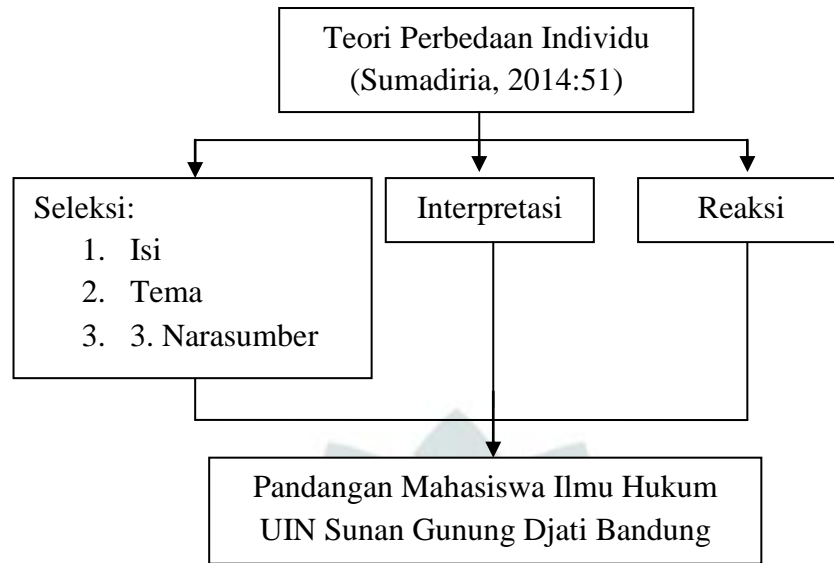 Teori Perbedaan Individu
(Sumadiria, 2014:51)
Seleksi:
1. Isi
2. Tema
3. 3. Narasumber
Interpretasi
Reaksi
Pandangan Mahasiswa Ilmu Hukum
UIN Sunan Gunung Djati Bandung